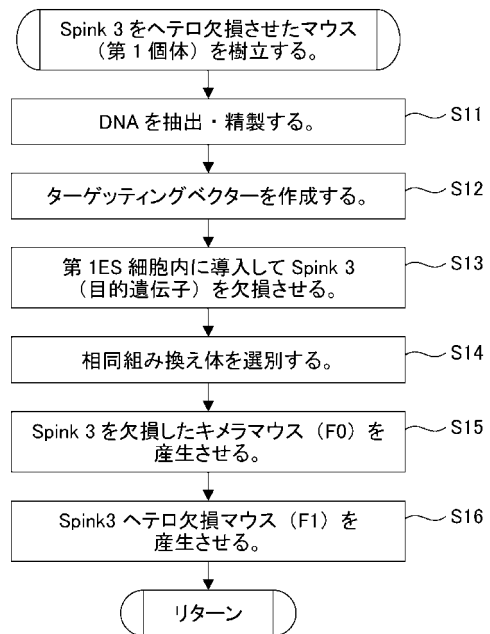 Spink 3 をヘテロ欠損させたマウス
(第 1 個体) を樹立する。
DNA を抽出・精製する。
S11
ターゲッティングベクターを作成する。
S12
第 1ES 細胞内に導入して Spink 3
(目的遺伝子) を欠損させる。
S13
相同組み換え体を選別する。
S14
Spink 3 を欠損したキメラマウス (F0) を
産生させる。
S15
Spink3 ヘテロ欠損マウス (F1) を
産生させる。
S16
リターン